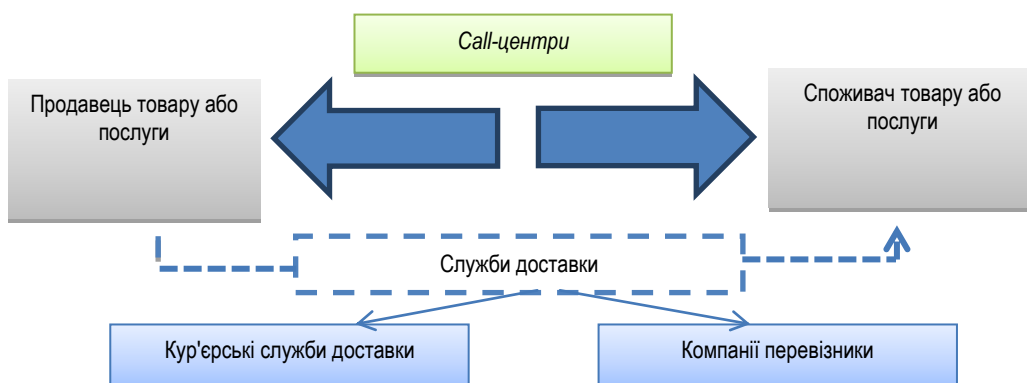 Call-центри
Продавець товару або
послуги
Споживач товару або
послуги
Служби доставки
Кур'єрські служби доставки
Компанії перевізники